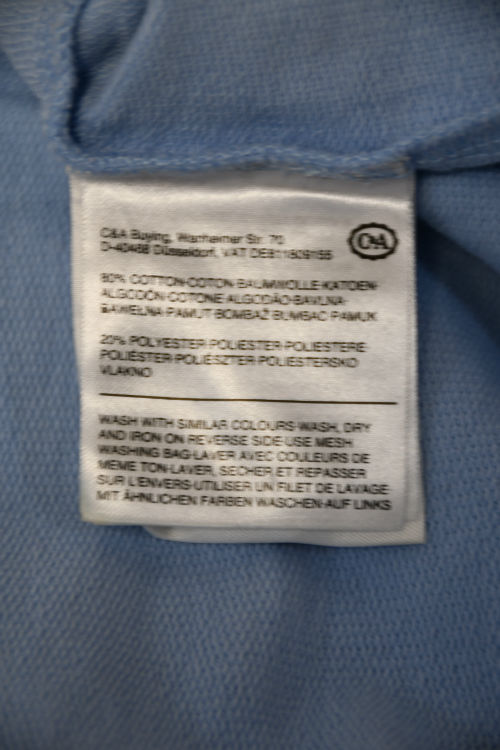 C&A Buying, Wanheimer Str. 70
D-40468 Düsseldorf, VAT
C&A
80% COTTON-COTON-BAUMWOLLE-KATOEN-
ALGODÓN-COTONE-ALGODÃO-BAVLNA-
BAWEŁNA-PAMUT-BOMBAŽ-BUMBAC-PAMUK
20% POLYESTER-POLIESTER-POLIESTERE
POLIÉSTER-POLIÉSZTER-POLIESTERSKO
VLAKNO
WASH WITH SIMILAR COLOURS-WASH, DRY
AND IRON ON REVERSE SIDE-USE MESH
WASHING BAG-LAVER AVEC COULEURS DE
MEME TON-LAVER, SECHER ET REPASSER
SUR L'ENVERS-UTILISER UN FILET DE LAVAGE
MIT ÄHNLICHEN FARBEN WASCHEN-AUF LINKS